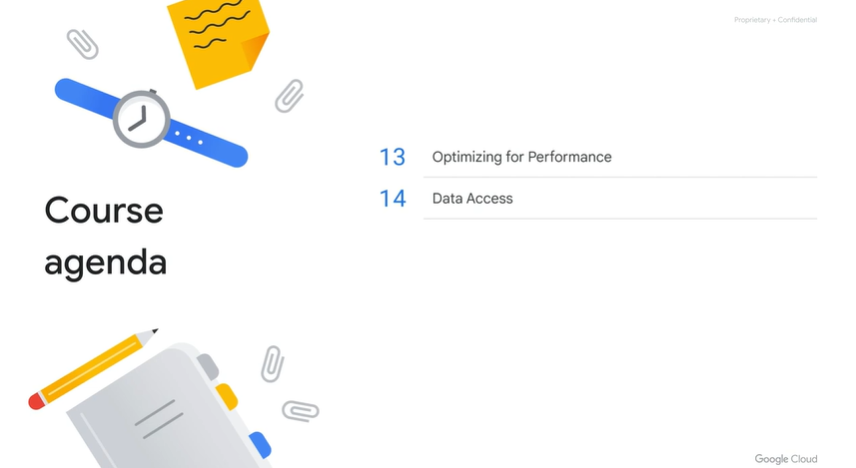 Proprietary + Confidential
Course
agenda
13 Optimizing for Performance
14 Data Access
Google Cloud